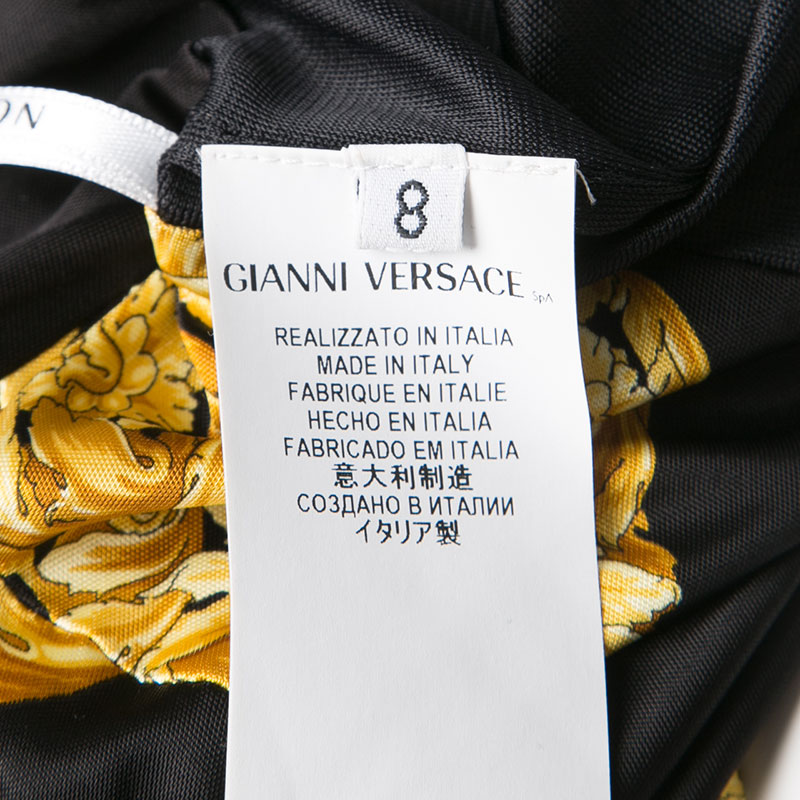 ON
8
GIANNI VERSACE SpA
REALIZZATO IN ITALIA
MADE IN ITALY
FABRIQUE EN ITALIE
HECHO EN ITALIA
FABRICADO EM ITALIA
意大利制造
СОЗДАНО В ИТАЛИИ
イタリア製